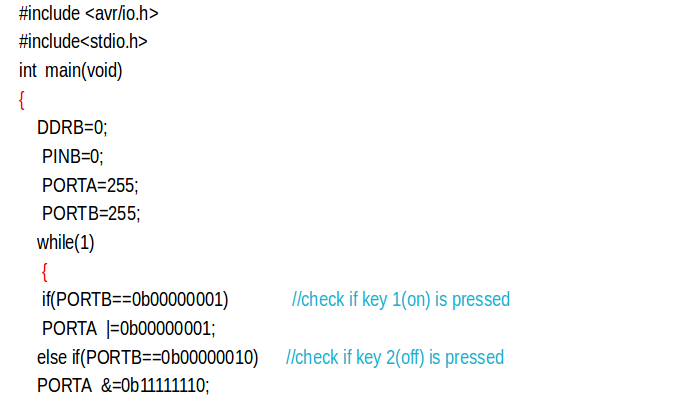 #include <avr/io.h>
#include<stdio.h>
int  main(void)
{
DDRB=0;
PINB=0;
PORTA=255;
PORTB=255;
while(1)
{
if(PORTB==0b00000001)    //check if key 1(on) is pressed
PORTA  |=0b00000001;
else if(PORTB==0b00000010)    //check if key 2(off) is pressed
PORTA  &=0b11111110;